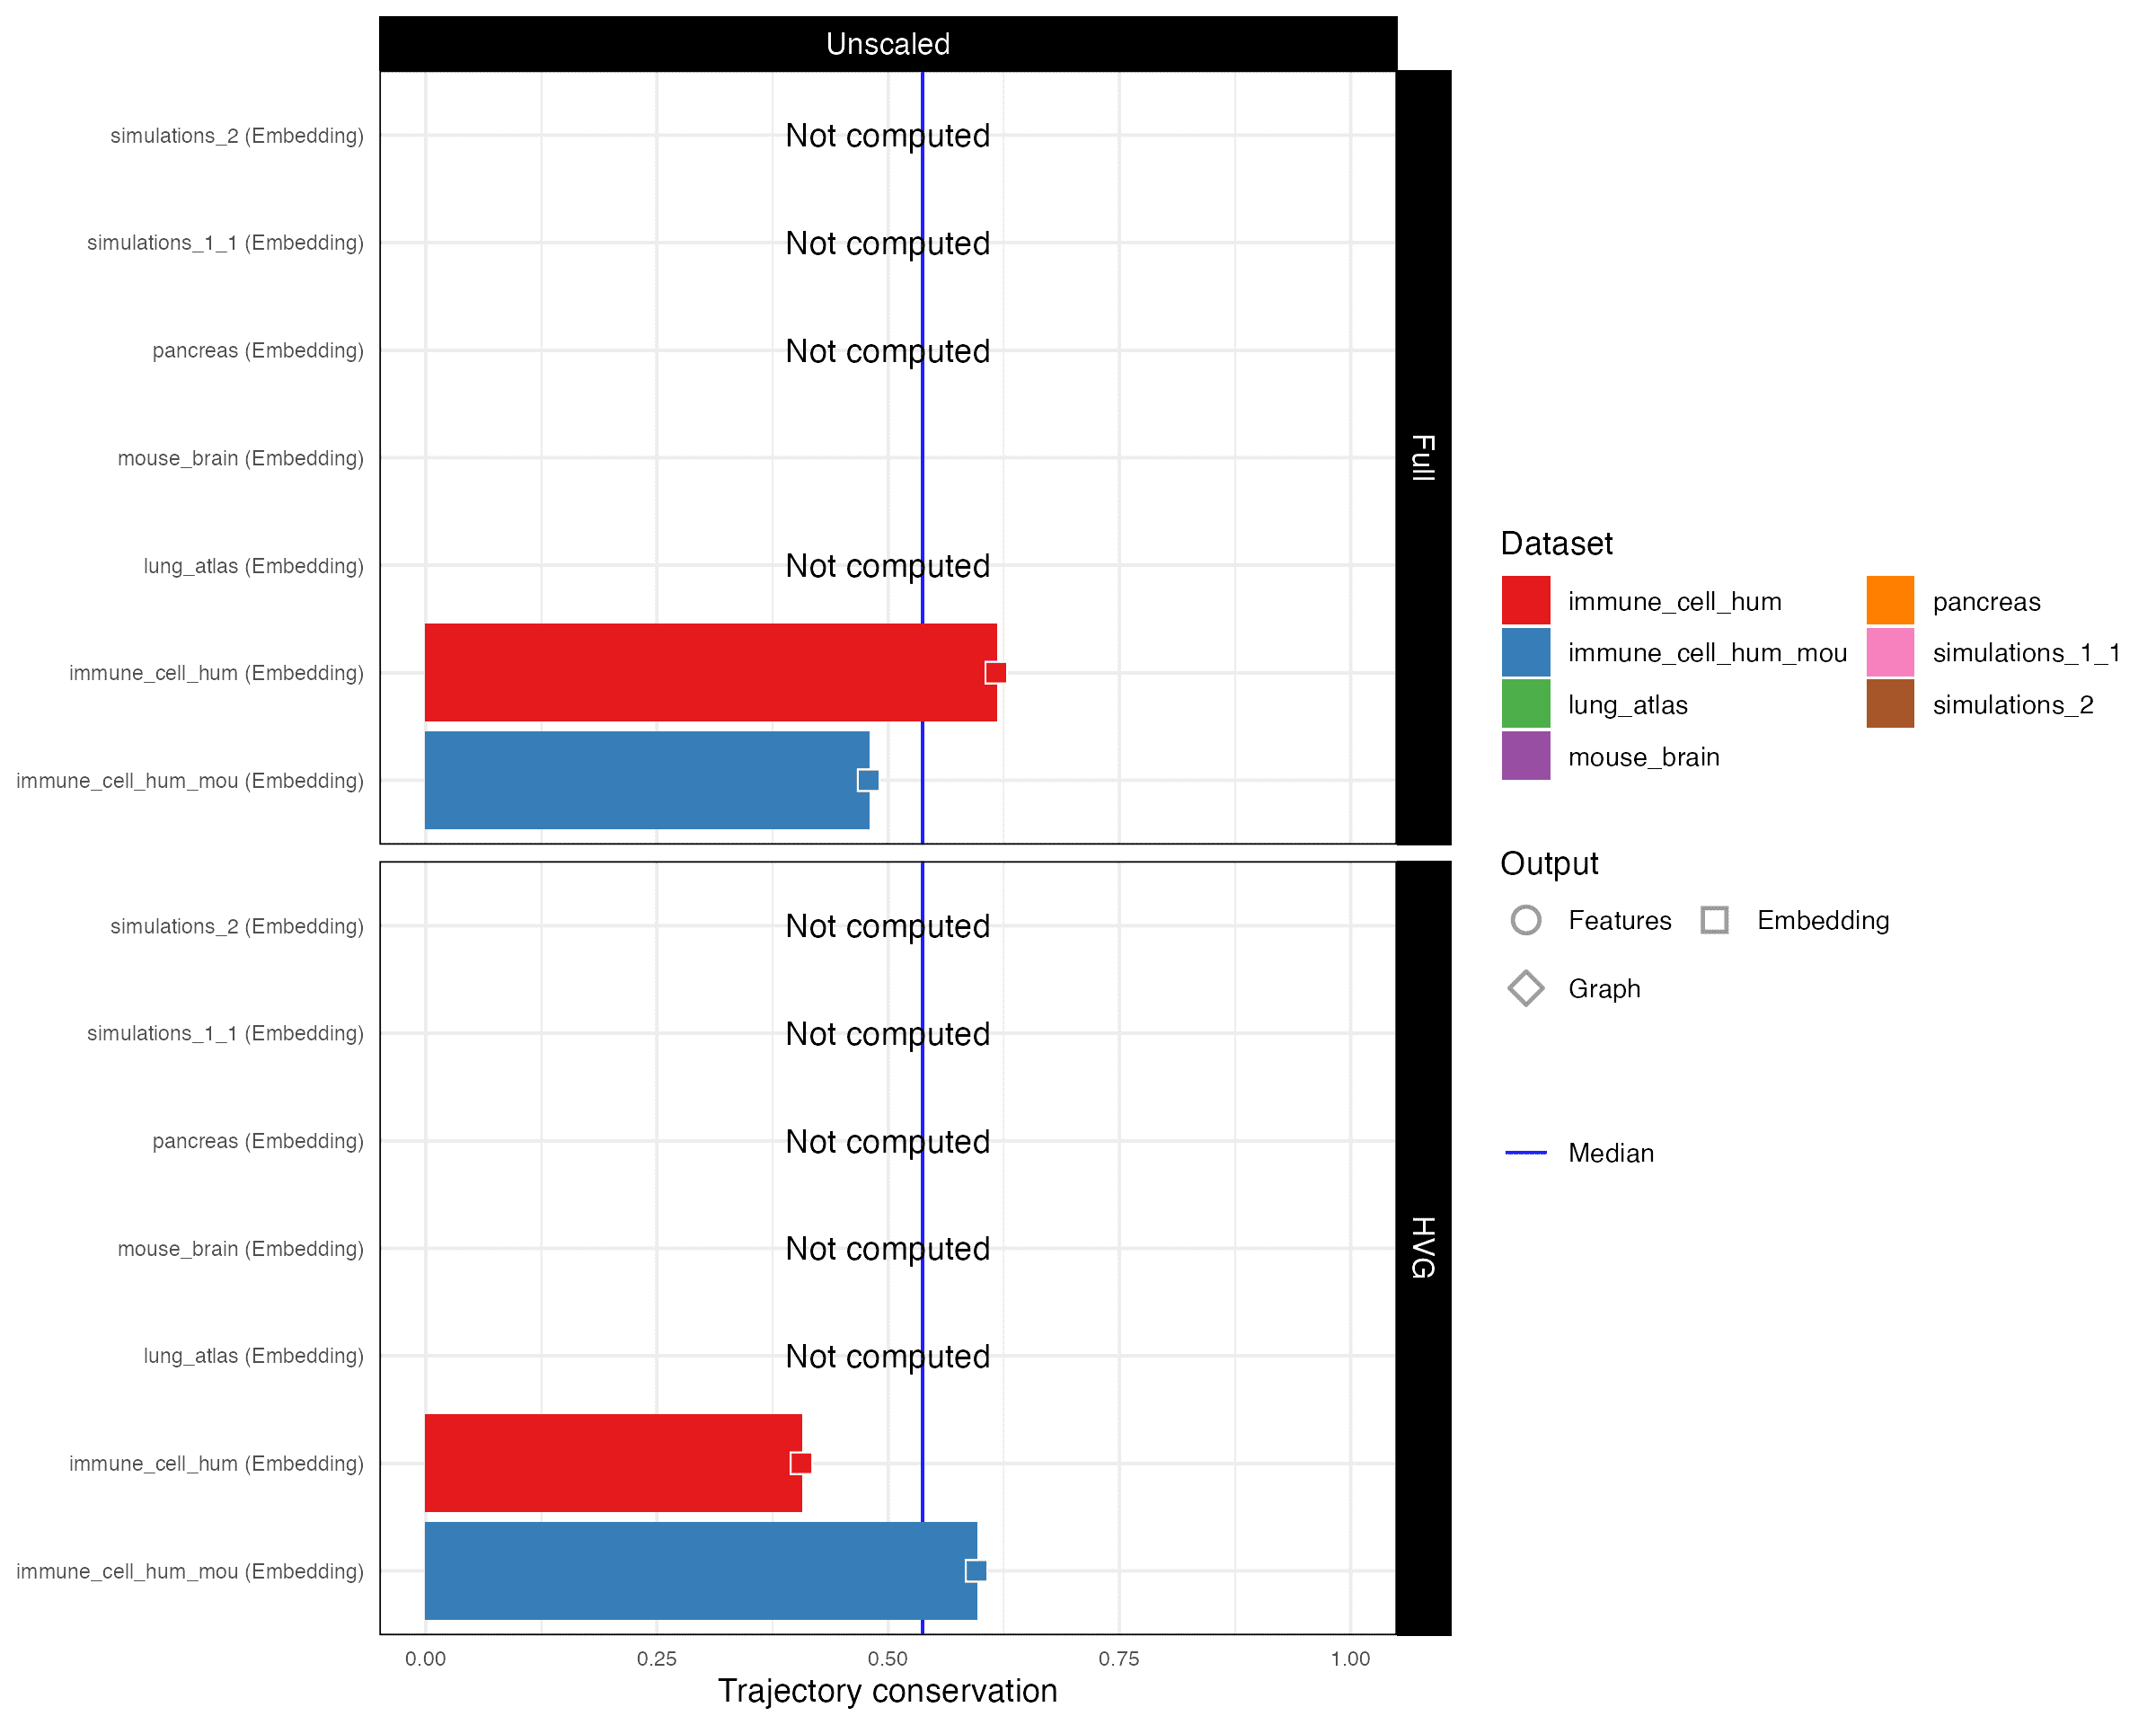 Unscaled
simulations_2 (Embedding)
Not computed
simulations_1_1 (Embedding)
Not computed
pancreas (Embedding)
Not computed
mouse_brain (Embedding)
lung_atlas (Embedding)
Not computed
immune_cell_hum (Embedding)
immune_cell_hum_mou (Embedding)
Full
simulations_2 (Embedding)
Not computed
simulations_1_1 (Embedding)
Not computed
pancreas (Embedding)
Not computed
mouse_brain (Embedding)
Not computed
lung_atlas (Embedding)
Not computed
immune_cell_hum (Embedding)
immune_cell_hum_mou (Embedding)
HVG
0.00 0.25 0.50 0.75 1.00
Trajectory conservation
Dataset
immune_cell_hum pancreas
immune_cell_hum_mou simulations_1_1
lung_atlas simulations_2
mouse_brain
Output
Features Embedding
Graph
Median